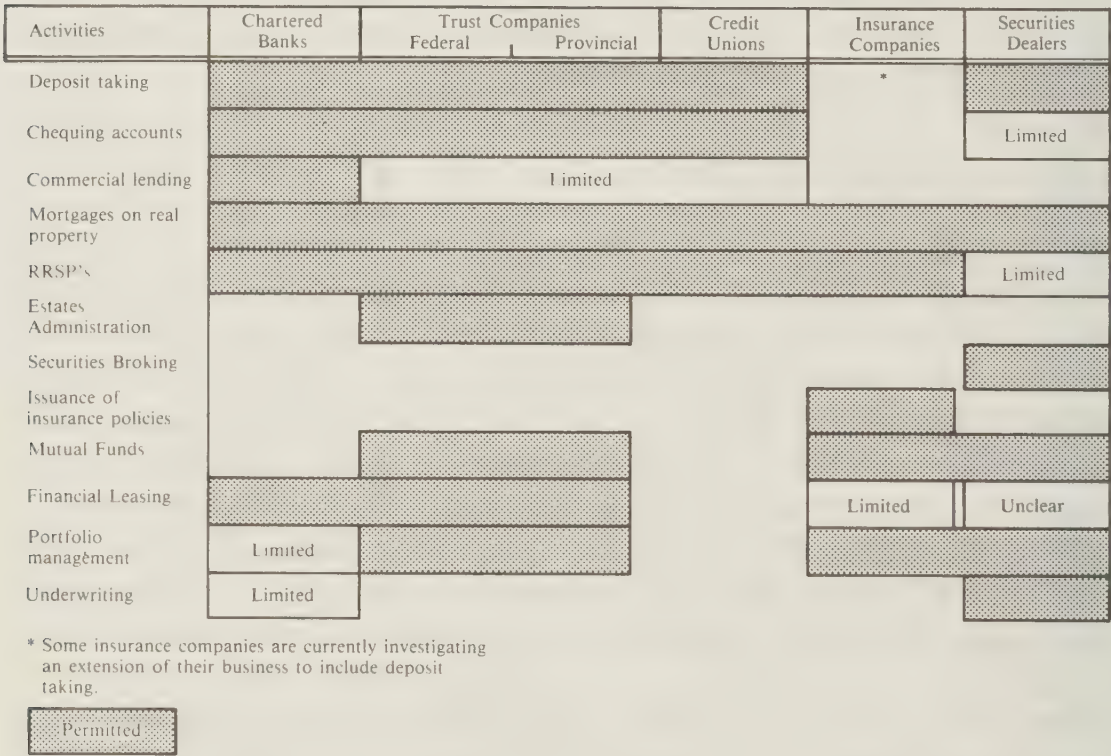 Activities
Chartered Banks
Trust Companies
Federal Provincial
Credit Unions
Insurance Companies
Securities Dealers
Deposit taking
*
Chequing accounts
Limited
Commercial lending
Limited
Mortgages on real
property
RRSP's
Limited
Estates
Administration
Securities Broking
Issuance of
insurance policies
Mutual Funds
Financial Leasing
Limited
Unclear
Portfolio
management
Limited
Underwriting
Limited
* Some insurance companies are currently investigating
an extension of their business to include deposit
taking.
Permitted